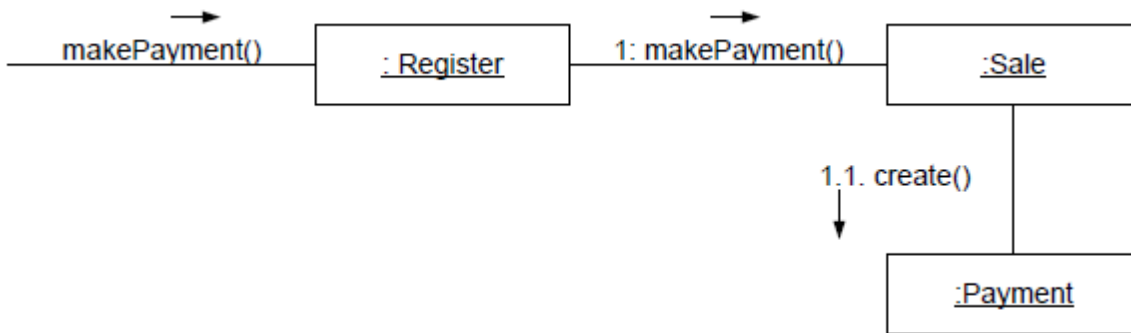 makePayment()
: Register
1: makePayment()
:Sale
1.1. create()
:Payment